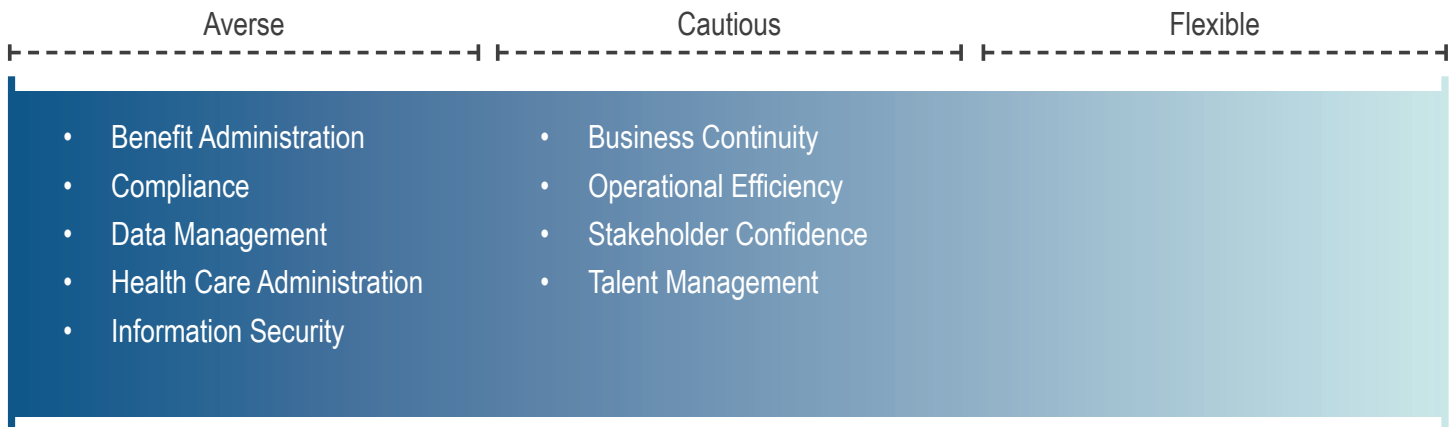 Averse
Cautious
Flexible
• Benefit Administration
• Compliance
• Data Management
• Health Care Administration
• Information Security
• Business Continuity
• Operational Efficiency
• Stakeholder Confidence
• Talent Management